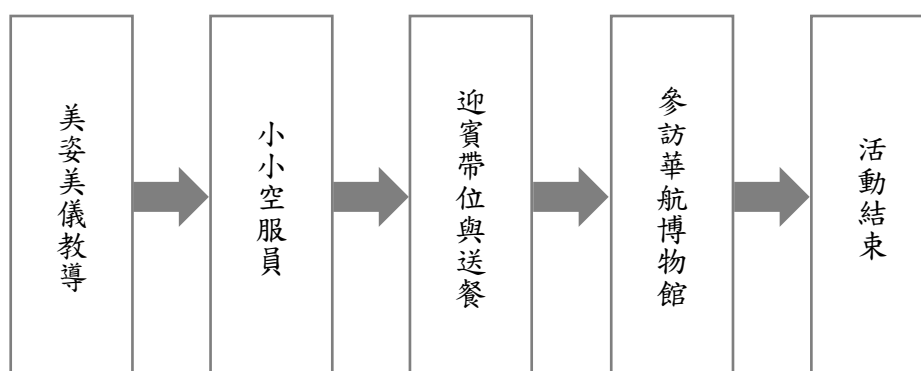 美姿美儀教導
小小空服員
迎賓帶位與送餐
參訪華航博物館
活動結束